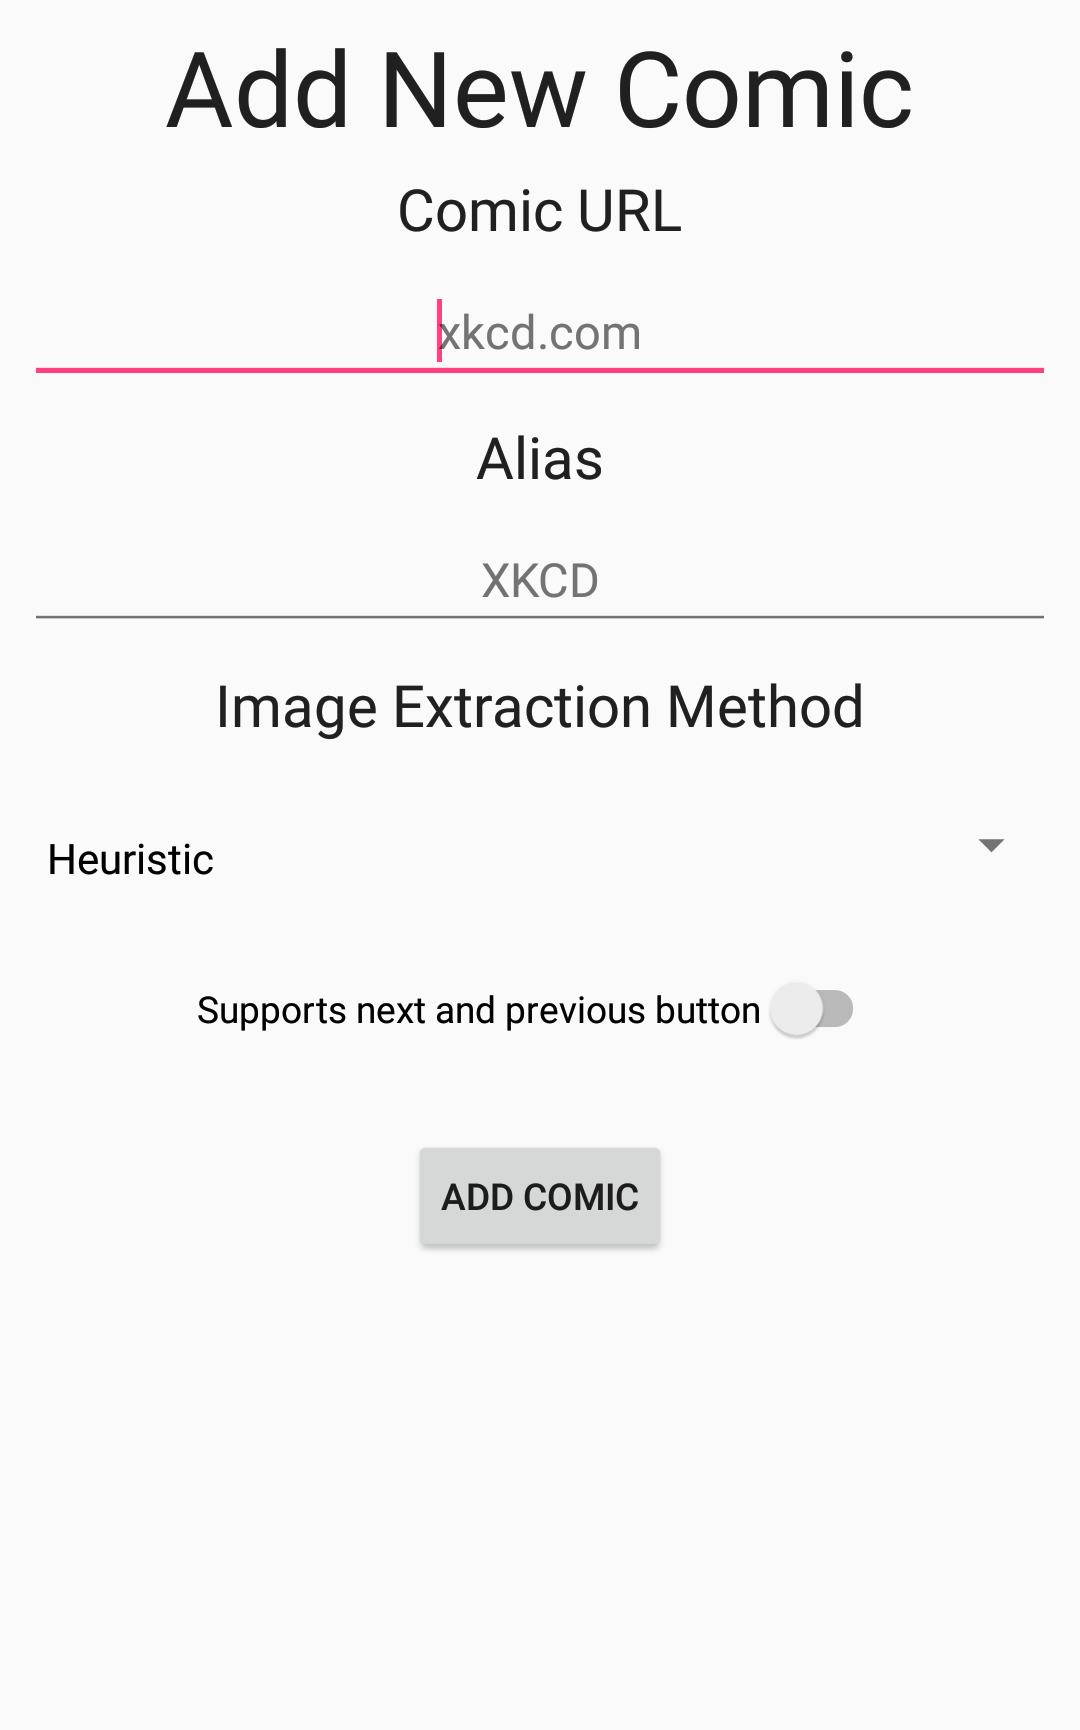 Add New Comic
Comic URL
xkcd.com
Alias
XKCD
Image Extraction Method
Heuristic
Supports next and previous button
ADD COMIC